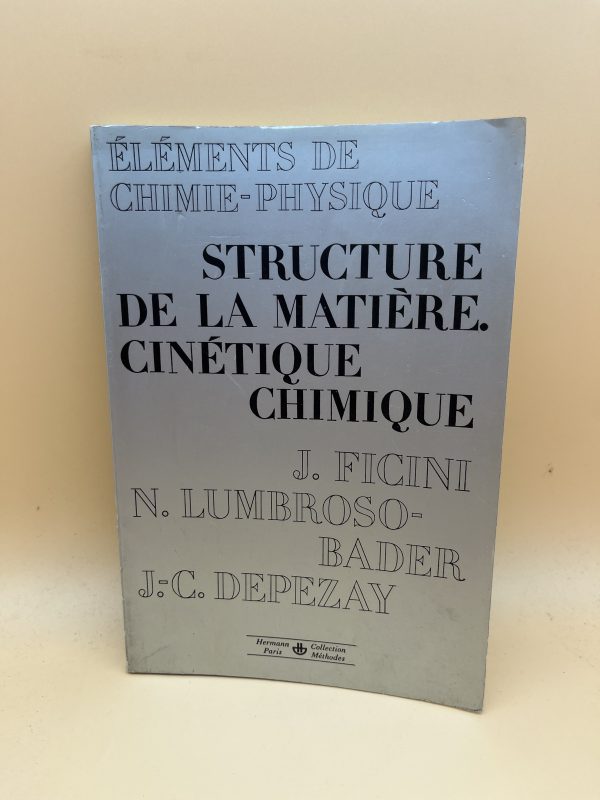 ÉLÉMENTS DE
CHIMIE-PHYSIQUE
STRUCTURE
DE LA MATIÈRE.
CINÉTIQUE
CHIMIQUE
J. FICINI
N. LUMBROSO-
BADER
J.-C. DEPEZAY
Hermann Collection
Paris Méthodes